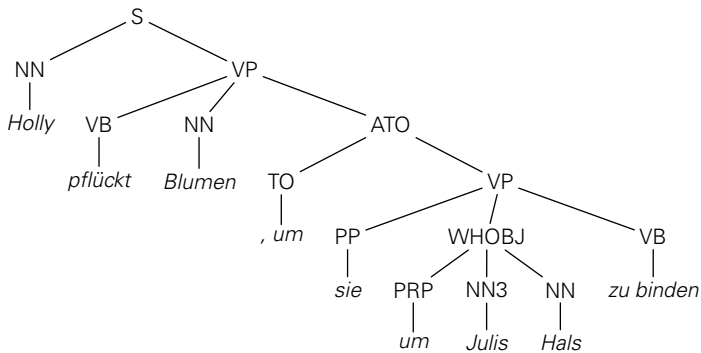 S
NN VP
Holly VB NN ATO
pflückt Blumen TO VP
, um PP WHOBJ VB
sie PRP NN3 NN zu binden
um Julis Hals